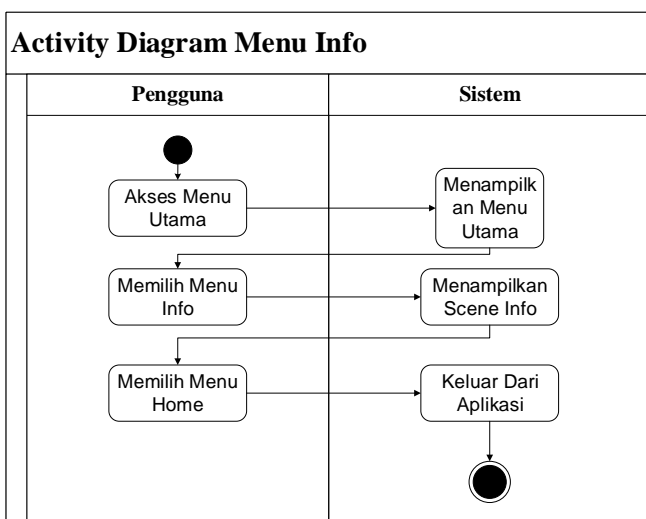 Activity Diagram Menu Info
Pengguna
Sistem
Akses Menu
Utama
Menampilk
an Menu
Utama
Memilih Menu
Info
Menampilkan
Scene Info
Memilih Menu
Home
Keluar Dari
Aplikasi